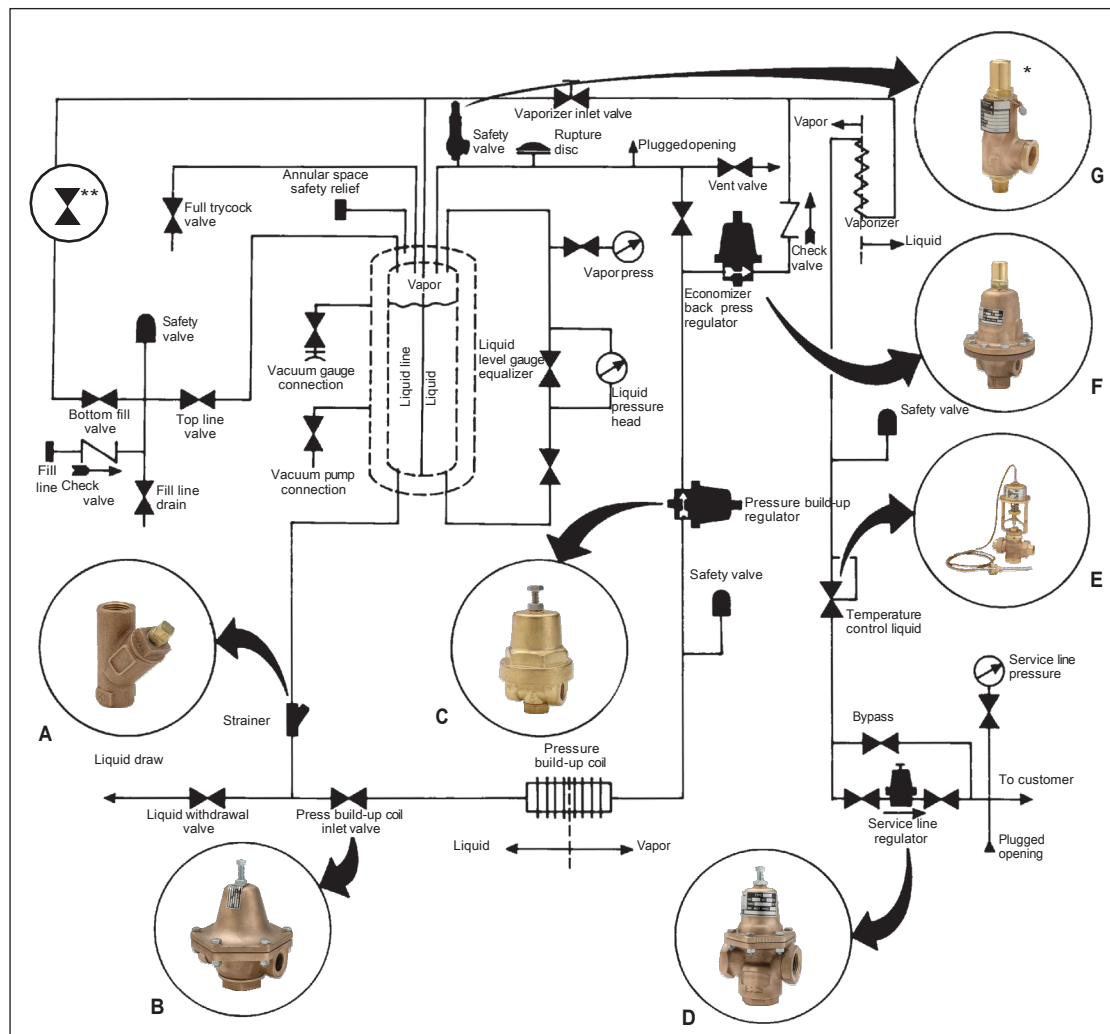 *
Vaporizer inlet valve
Vapor
Safety
valve
Rupture
disc
Plugged opening
G
Annular space
safety relief
Vent valve
**
Full trycock
valve
Vaporizer
Check
valve
Liquid
Vapor
Vapor press
Economizer
back press
regulator
Safety
valve
Liquid
level gauge
equalizer
Vacuum gauge
connection
Liquid line
Liquid
Liquid
pressure
head
F
Safety valve
Bottom fill
valve
Top line
valve
Fill
line
Check
valve
Vacuum pump
connection
Fill line
drain
Pressure build-up
regulator
E
Safety valve
Temperature
control liquid
Service line
pressure
A
Strainer
C
Bypass
Liquid draw
Pressure
build-up coil
To customer
Liquid withdrawal
valve
Press build-up coil
inlet valve
Service line
regulator
Liquid
Vapor
Plugged
opening
B
D